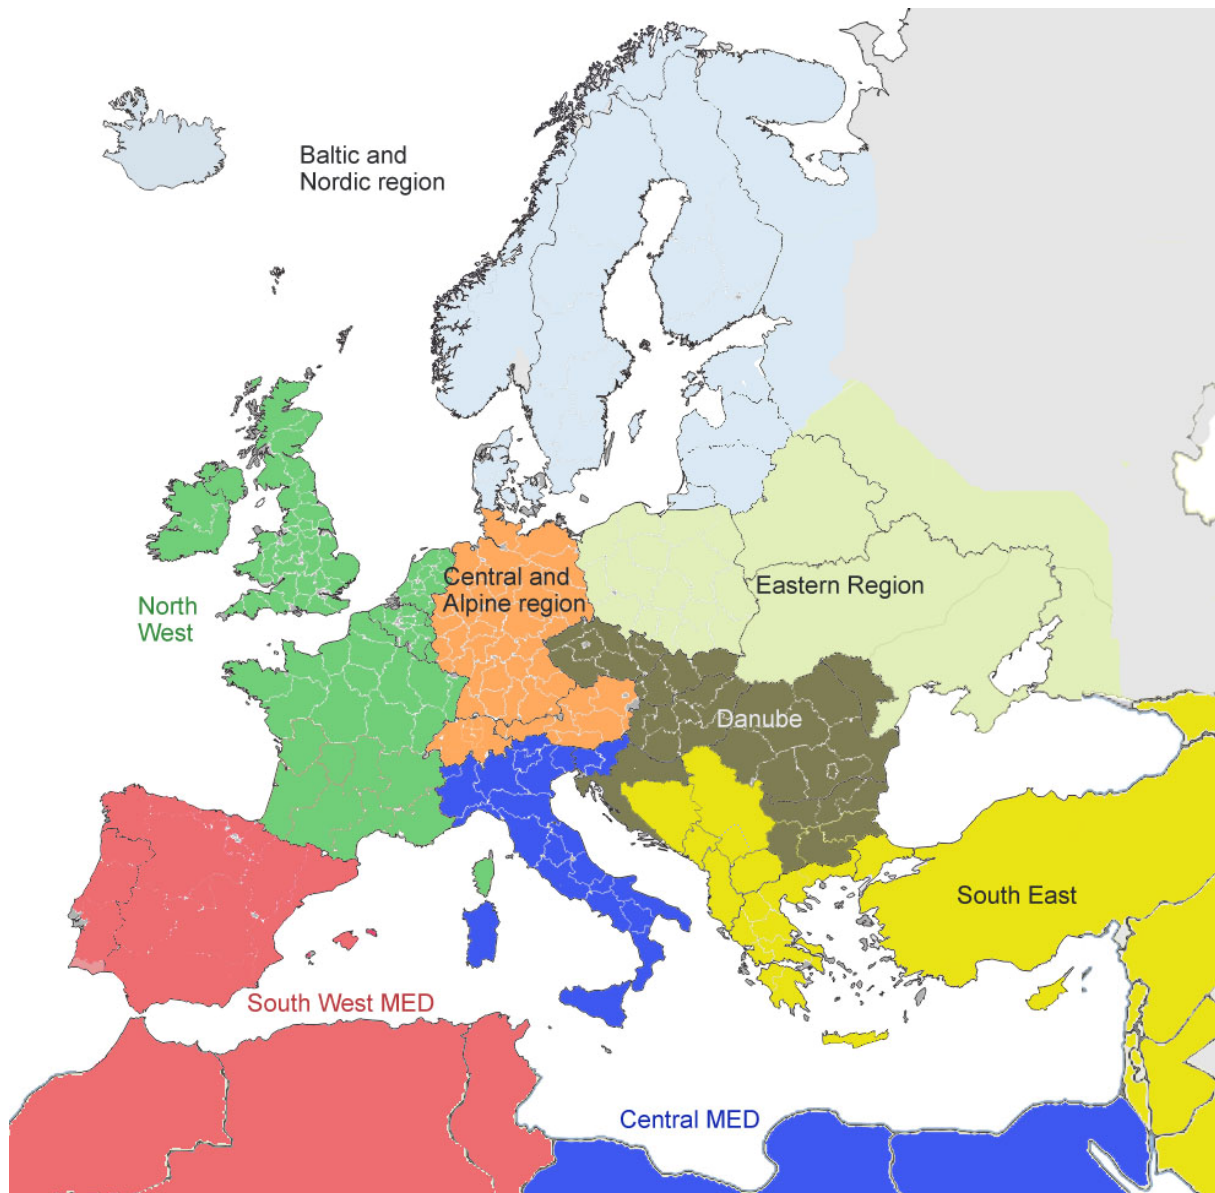 Baltic and
Nordic region
North
West
Central and
Alpine region
Eastern Region
Danube
South East
South West MED
Central MED